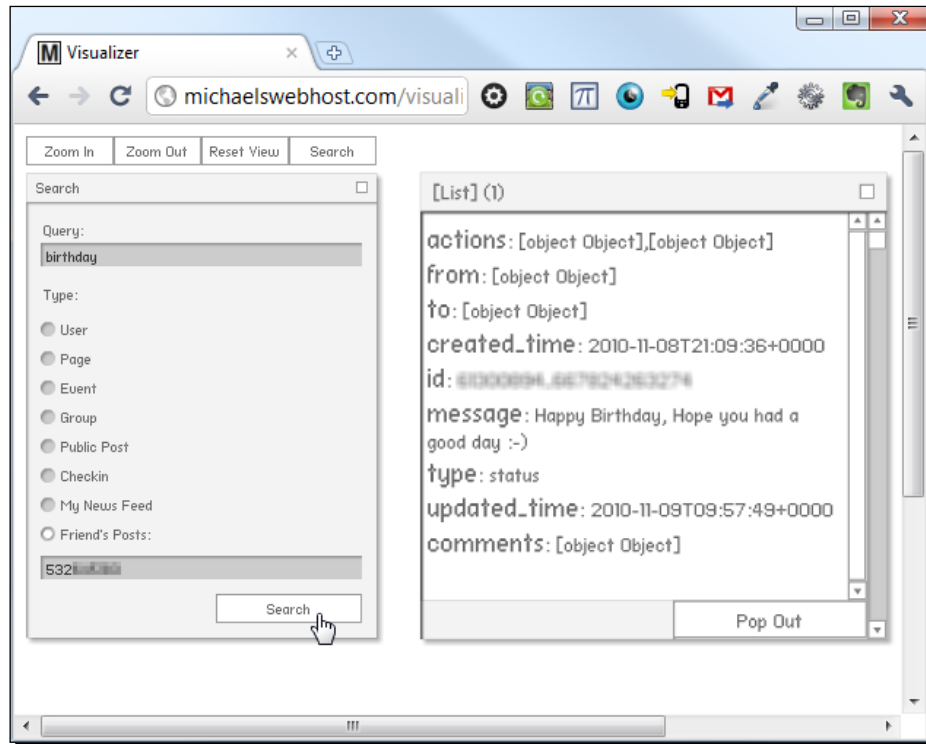 Visualizer
michaelswebhost.com/visuali
Zoom In Zoom Out Reset View Search
Search
Query:
birthday
Type:
User
Page
Event
Group
Public Post
Checkin
My News Feed
Friend's Posts:
532
Search
[List] (1)
actions: [object Object],[object Object]
from: [object Object]
to: [object Object]
created_time: 2010-11-08T21:09:36+0000
id:
message: Happy Birthday, Hope you had a
good day :-)
type: status
updated_time: 2010-11-09T09:57:49+0000
comments: [object Object]
Pop Out